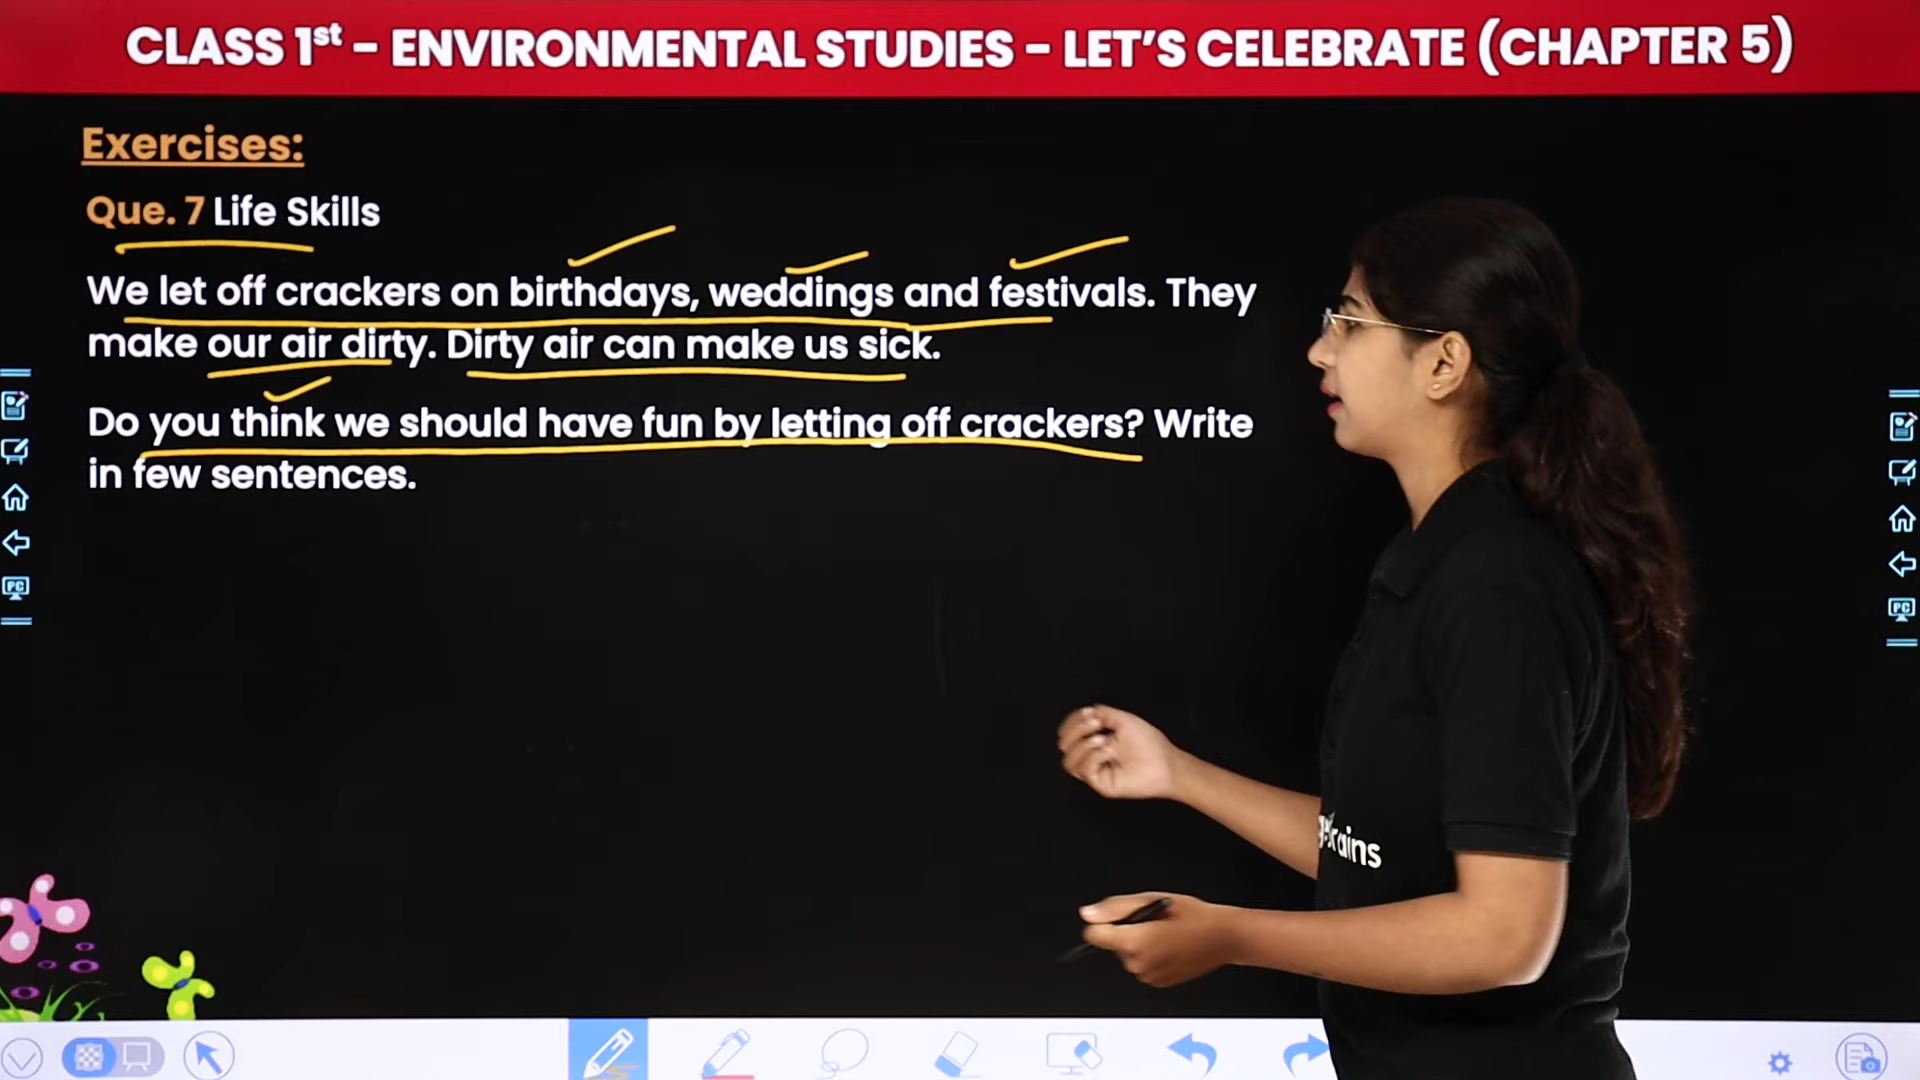 CLASS 1st – ENVIRONMENTAL STUDIES – LET'S CELEBRATE (CHAPTER 5)
Exercises:
Que. 7 Life Skills
We let off crackers on birthdays, weddings and festivals. They
make our air dirty. Dirty air can make us sick.
Do you think we should have fun by letting off crackers? Write
in few sentences.
PC
PC